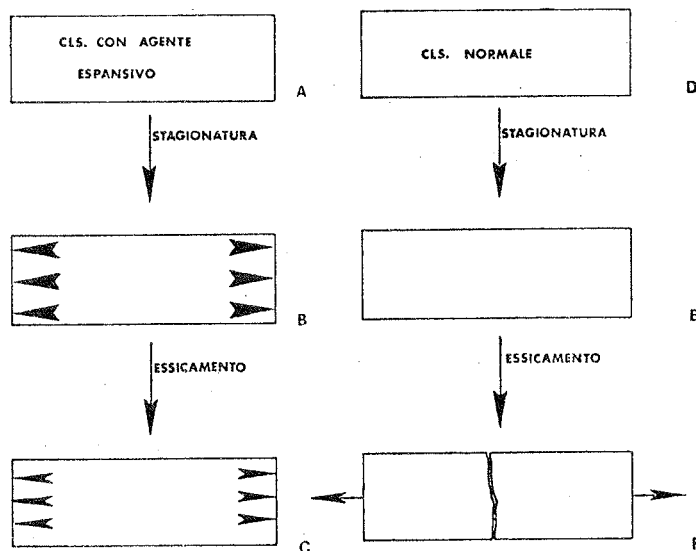 CLS. CON AGENTE
ESPANSIVO
A
CLS. NORMALE
D
STAGIONATURA
STAGIONATURA
B
ESSICAMENTO
ESSICAMENTO
C